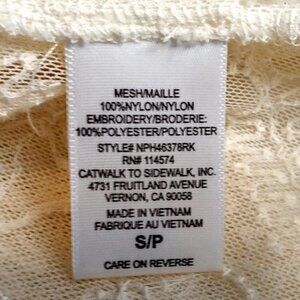 MESH/MAILLE
100%NYLON/NYLON
EMBROIDERY/BRODERIE:
100%POLYESTER/POLYESTER
STYLE# NPH46378RK
RN# 114574
CATWALK TO SIDEWALK, INC.
4731 FRUITLAND AVENUE
VERNON, CA 90058
MADE IN VIETNAM
FABRIQUE AU VIETNAM
S/P
CARE ON REVERSE